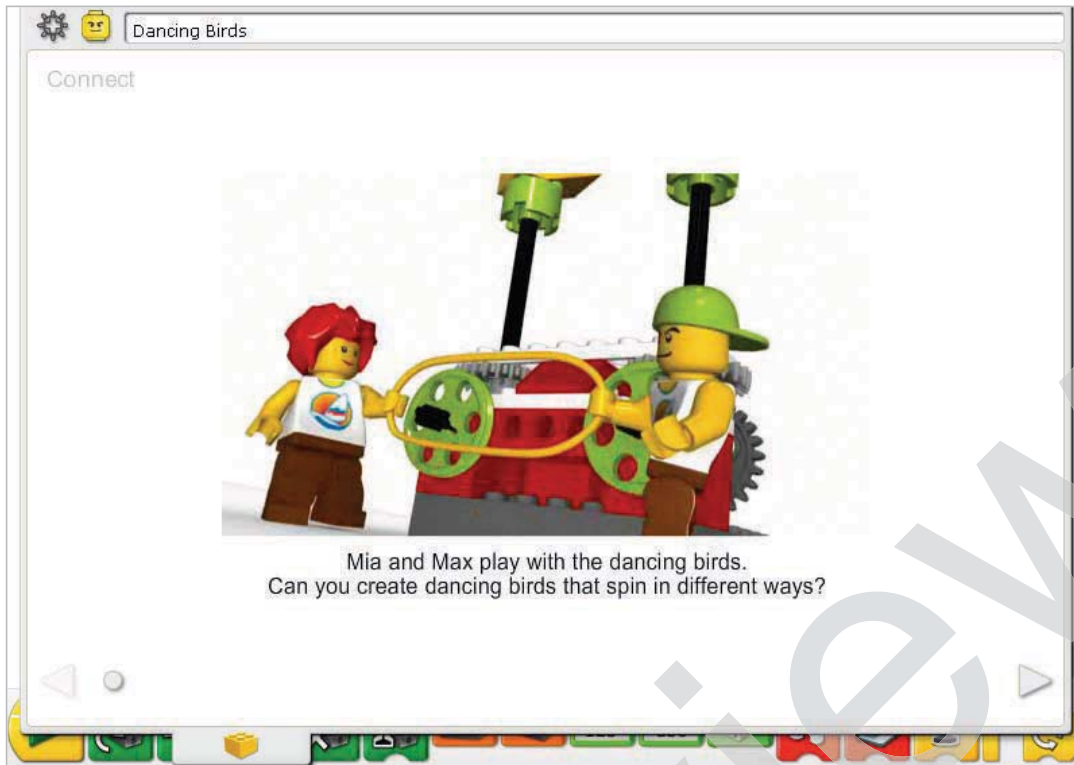 Dancing Birds
Connect
Mia and Max play with the dancing birds.
Can you create dancing birds that spin in different ways?